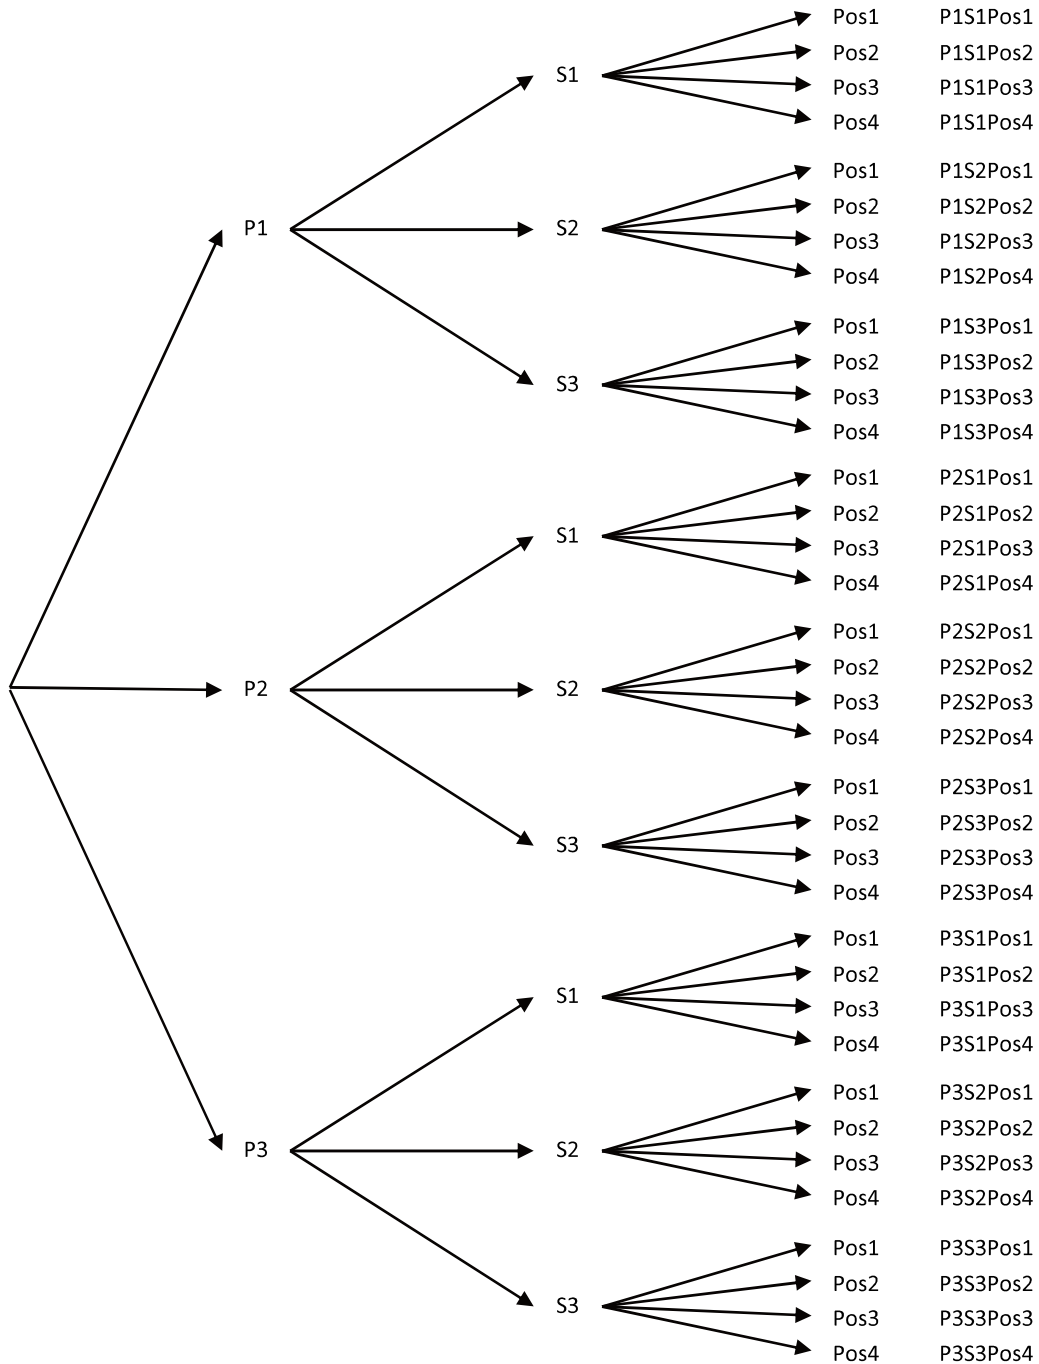 Pos1 P1S1Pos1
Pos2 P1S1Pos2
S1
Pos3 P1S1Pos3
Pos4 P1S1Pos4
Pos1 P1S2Pos1
Pos2 P1S2Pos2
P1 S2
Pos3 P1S2Pos3
Pos4 P1S2Pos4
Pos1 P1S3Pos1
Pos2 P1S3Pos2
S3
Pos3 P1S3Pos3
Pos4 P1S3Pos4
Pos1 P2S1Pos1
Pos2 P2S1Pos2
S1
Pos3 P2S1Pos3
Pos4 P2S1Pos4
Pos1 P2S2Pos1
Pos2 P2S2Pos2
P2 S2
Pos3 P2S2Pos3
Pos4 P2S2Pos4
Pos1 P2S3Pos1
Pos2 P2S3Pos2
S3
Pos3 P2S3Pos3
Pos4 P2S3Pos4
Pos1 P3S1Pos1
Pos2 P3S1Pos2
S1
Pos3 P3S1Pos3
Pos4 P3S1Pos4
Pos1 P3S2Pos1
Pos2 P3S2Pos2
P3 S2
Pos3 P3S2Pos3
Pos4 P3S2Pos4
Pos1 P3S3Pos1
Pos2 P3S3Pos2
S3
Pos3 P3S3Pos3
Pos4 P3S3Pos4